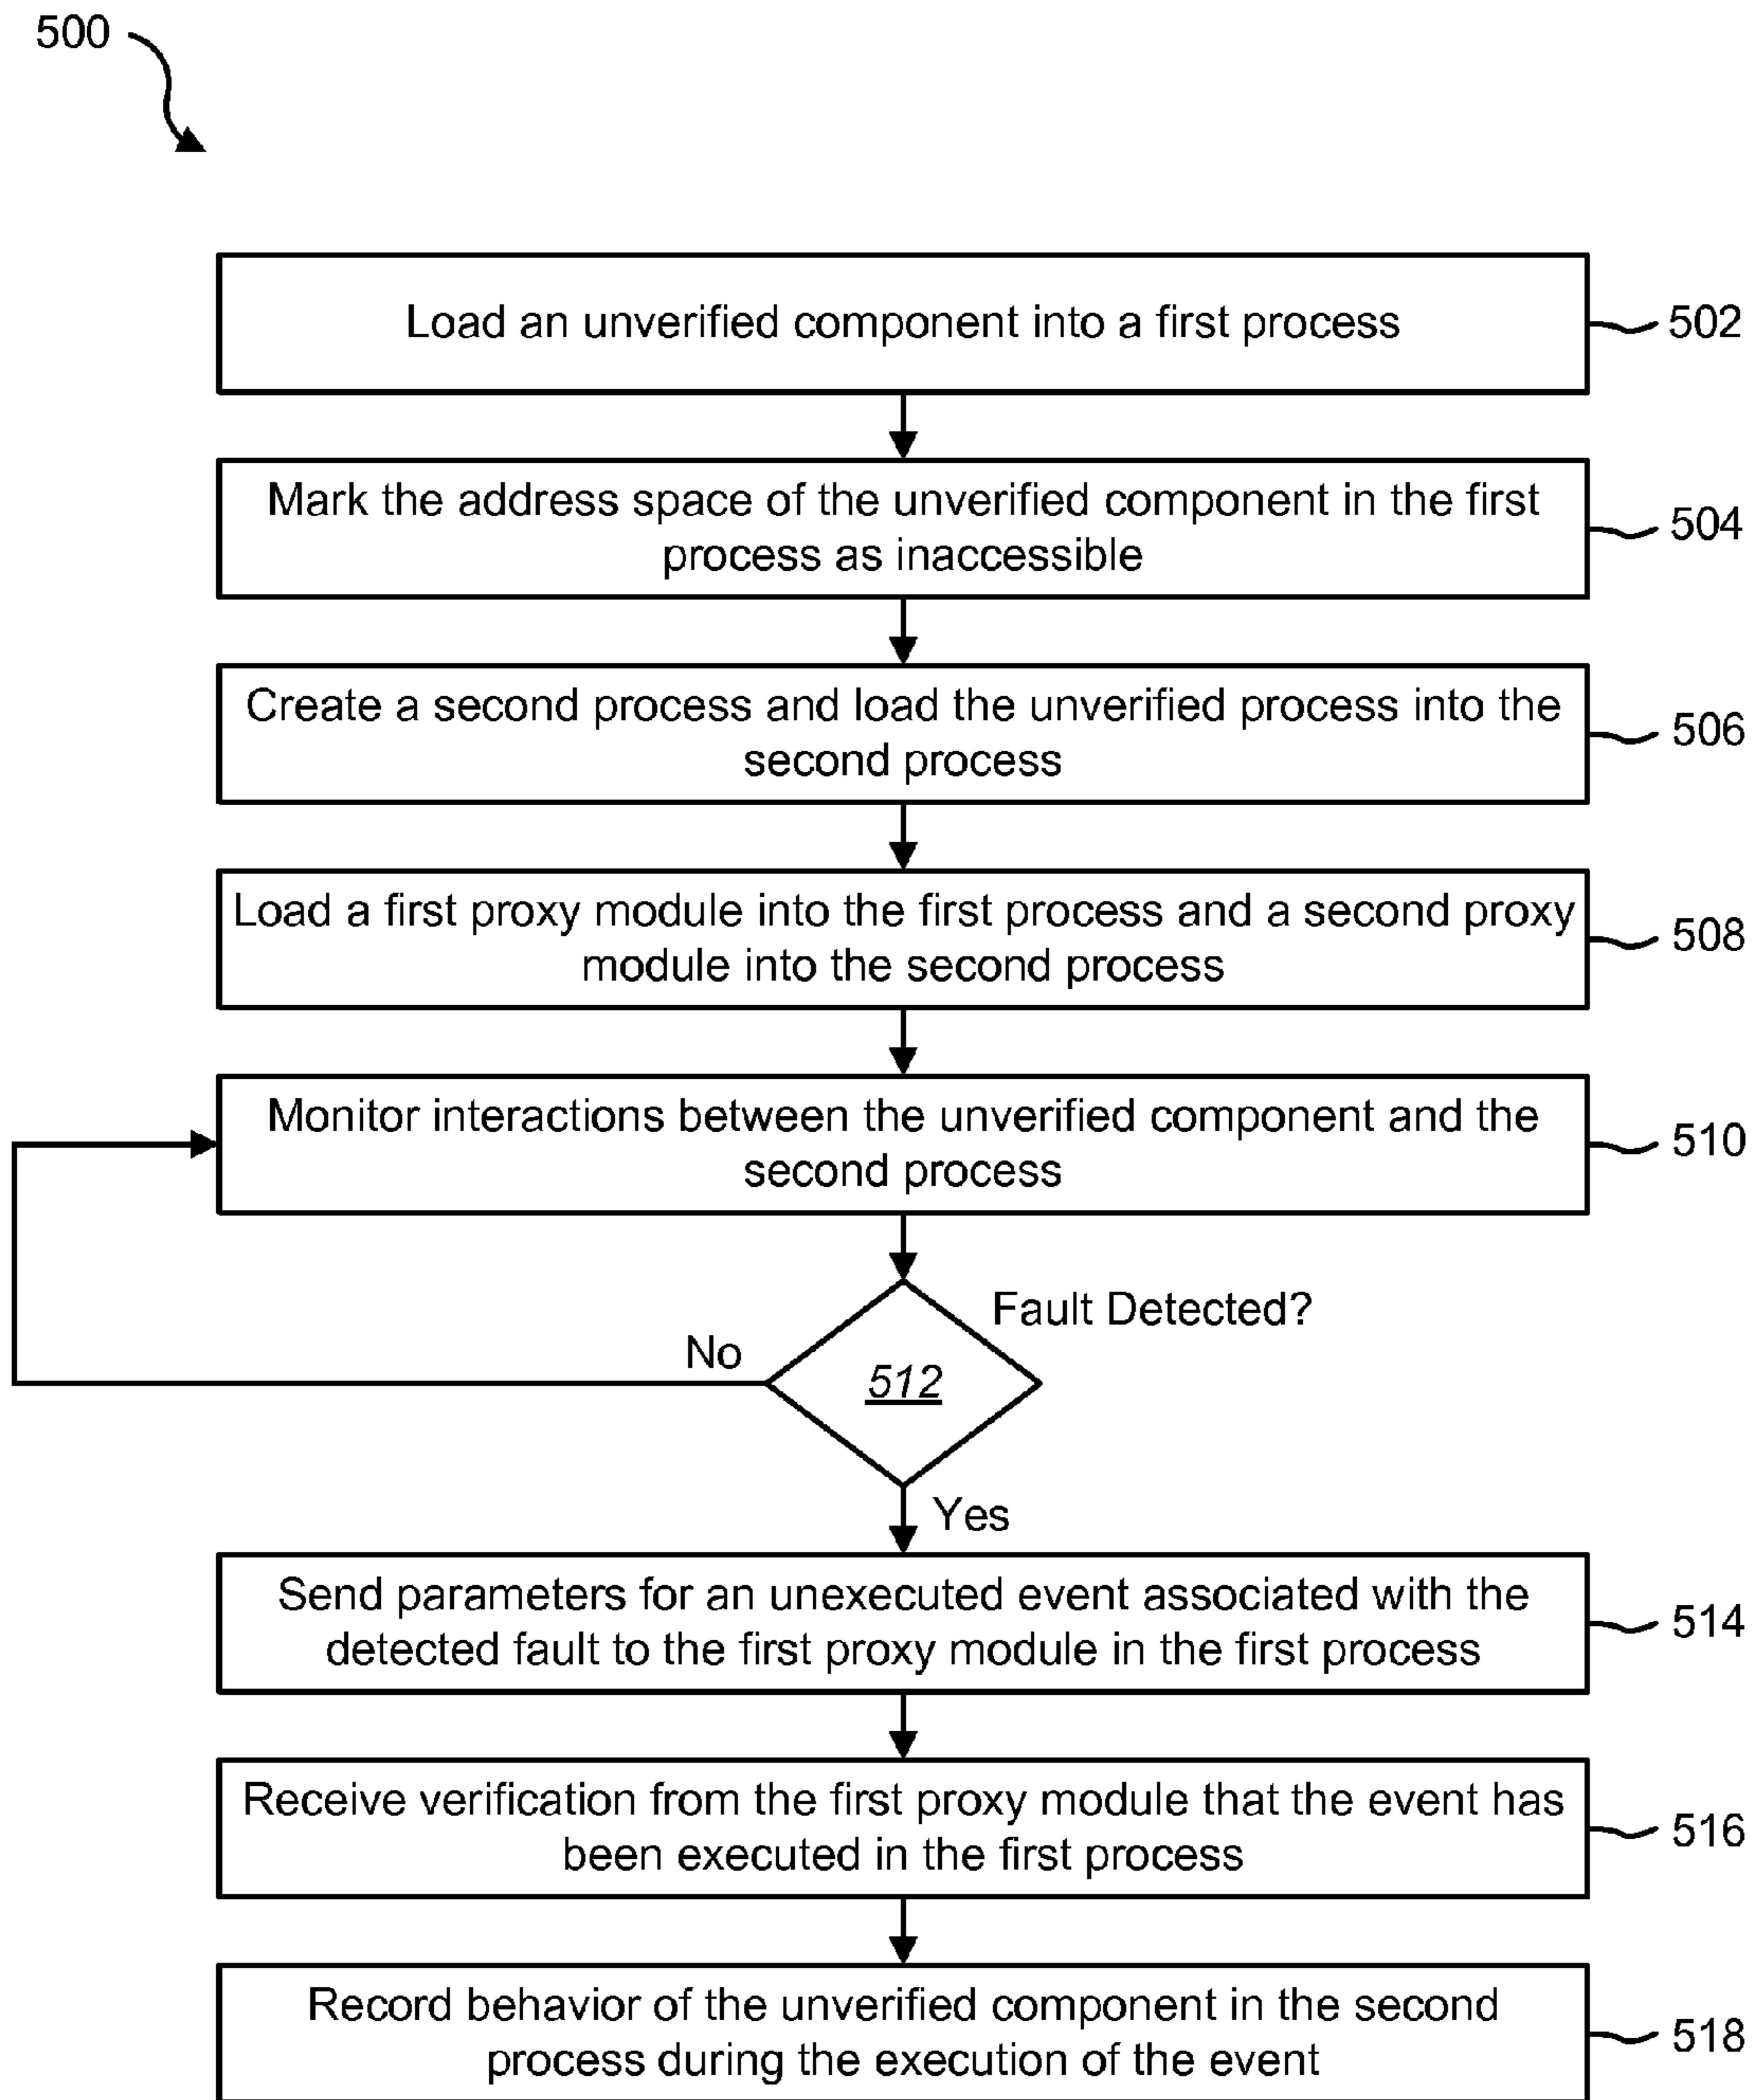 500
Load an unverified component into a first process
502
Mark the address space of the unverified component in the first
process as inaccessible
504
Create a second process and load the unverified process into the
second process
506
Load a first proxy module into the first process and a second proxy
module into the second process
508
Monitor interactions between the unverified component and the
second process
510
Fault Detected?
No
512
Yes
Send parameters for an unexecuted event associated with the
detected fault to the first proxy module in the first process
514
Receive verification from the first proxy module that the event has
been executed in the first process
516
Record behavior of the unverified component in the second
process during the execution of the event
518